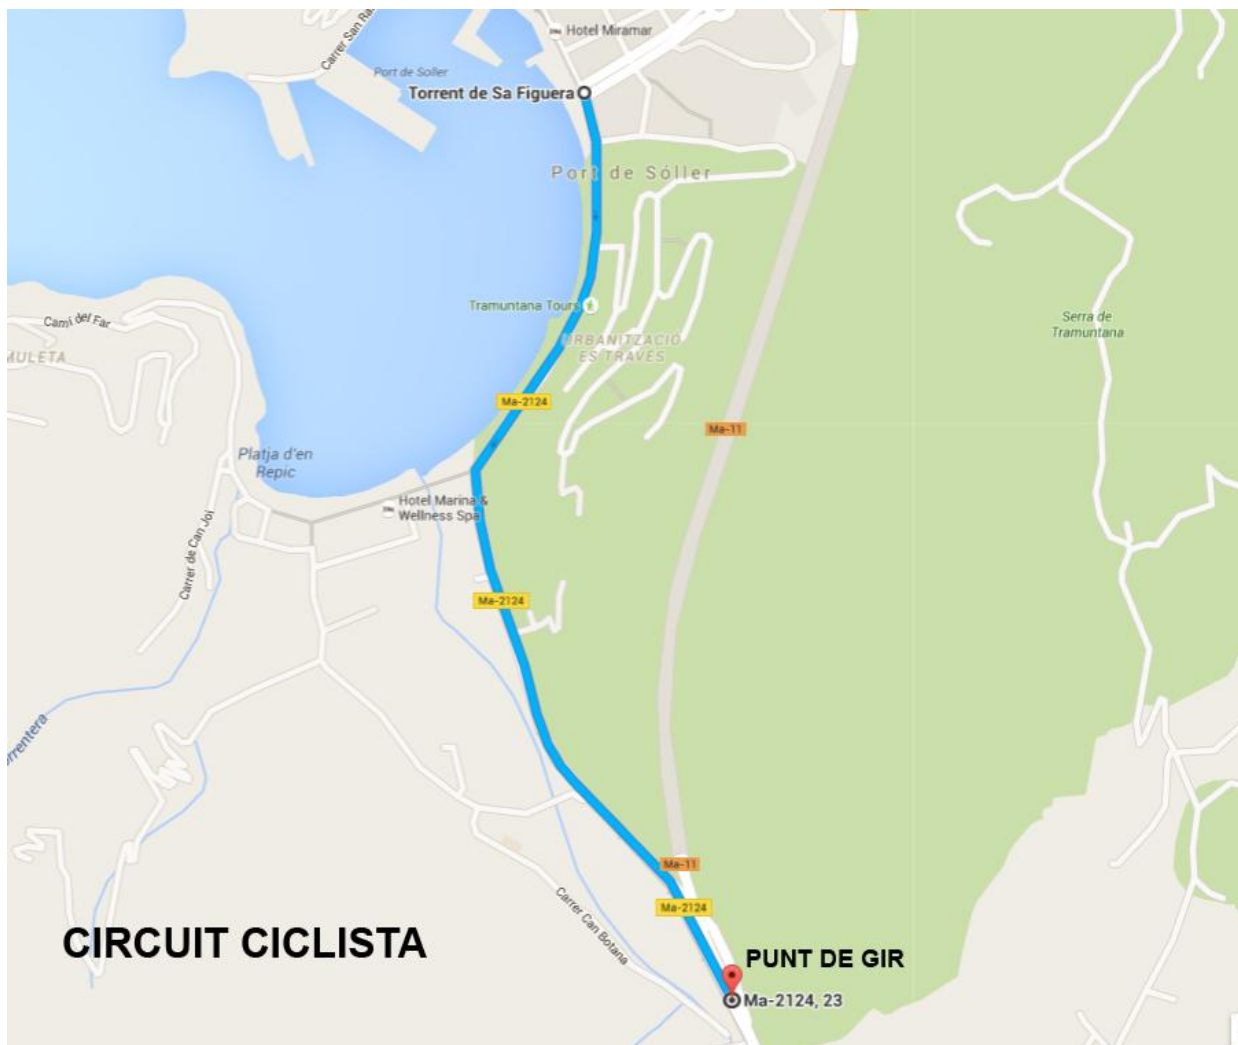 Hotel Miramar
Carrer San Ra
Port de Soller
Torrent de Sa Figuera
Port de Sóller
Tramuntana Tours
Camí del Far
MULETA
URBANITZACIÓ
ES TRAVÉS
Serra de
Tramuntana
Ma-2124
Ma-11
Platja d'en
Repic
Hotel Marina &
Wellness Spa
Carrer de Can Joi
Ma-2124
orrentera
Ma-11
Ma-2124
Carrer Can Botana
CIRCUIT CICLISTA
PUNT DE GIR
Ma-2124, 23